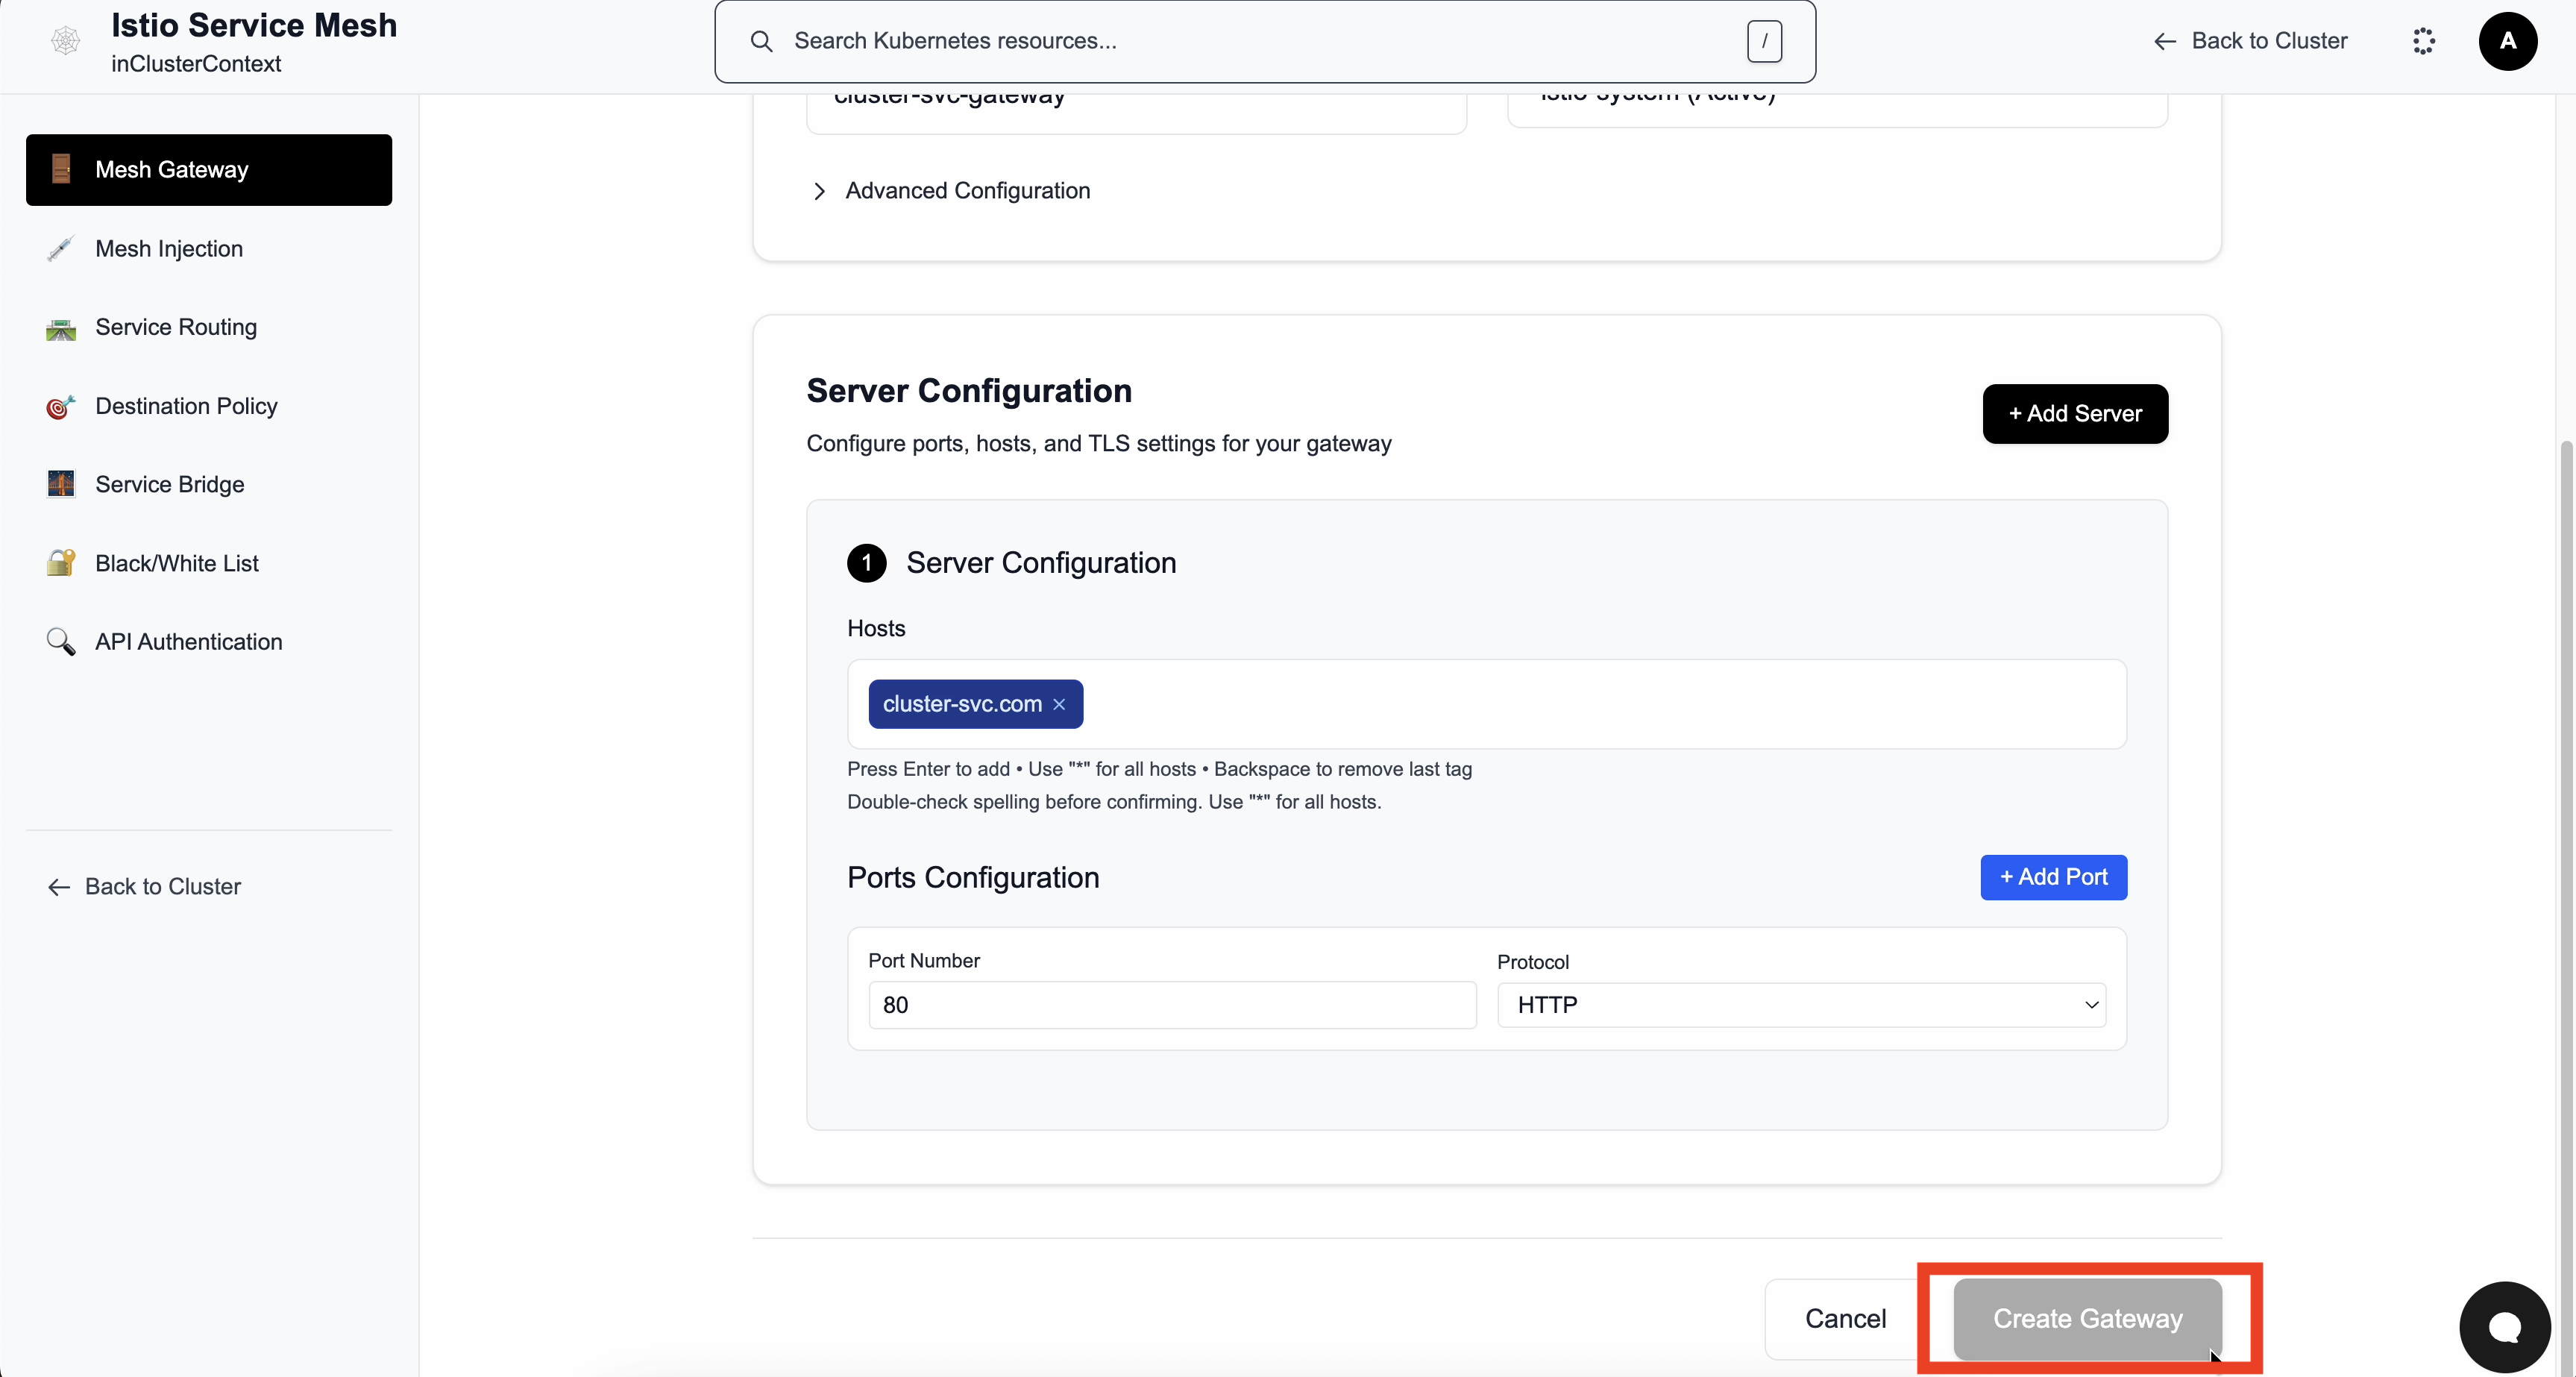 Istio Service Mesh
inClusterContext
Search Kubernetes resources...
/
Back to Cluster
A
Mesh Gateway
Mesh Injection
Service Routing
Destination Policy
Service Bridge
Black/White List
API Authentication
Back to Cluster
cluster-svc-gateway
istio-system (Active)
Advanced Configuration
Server Configuration
+ Add Server
Configure ports, hosts, and TLS settings for your gateway
1 Server Configuration
Hosts
cluster-svc.com ×
Press Enter to add • Use "*" for all hosts • Backspace to remove last tag
Double-check spelling before confirming. Use "*" for all hosts.
Ports Configuration
+ Add Port
Port Number
Protocol
80
HTTP
Cancel
Create Gateway